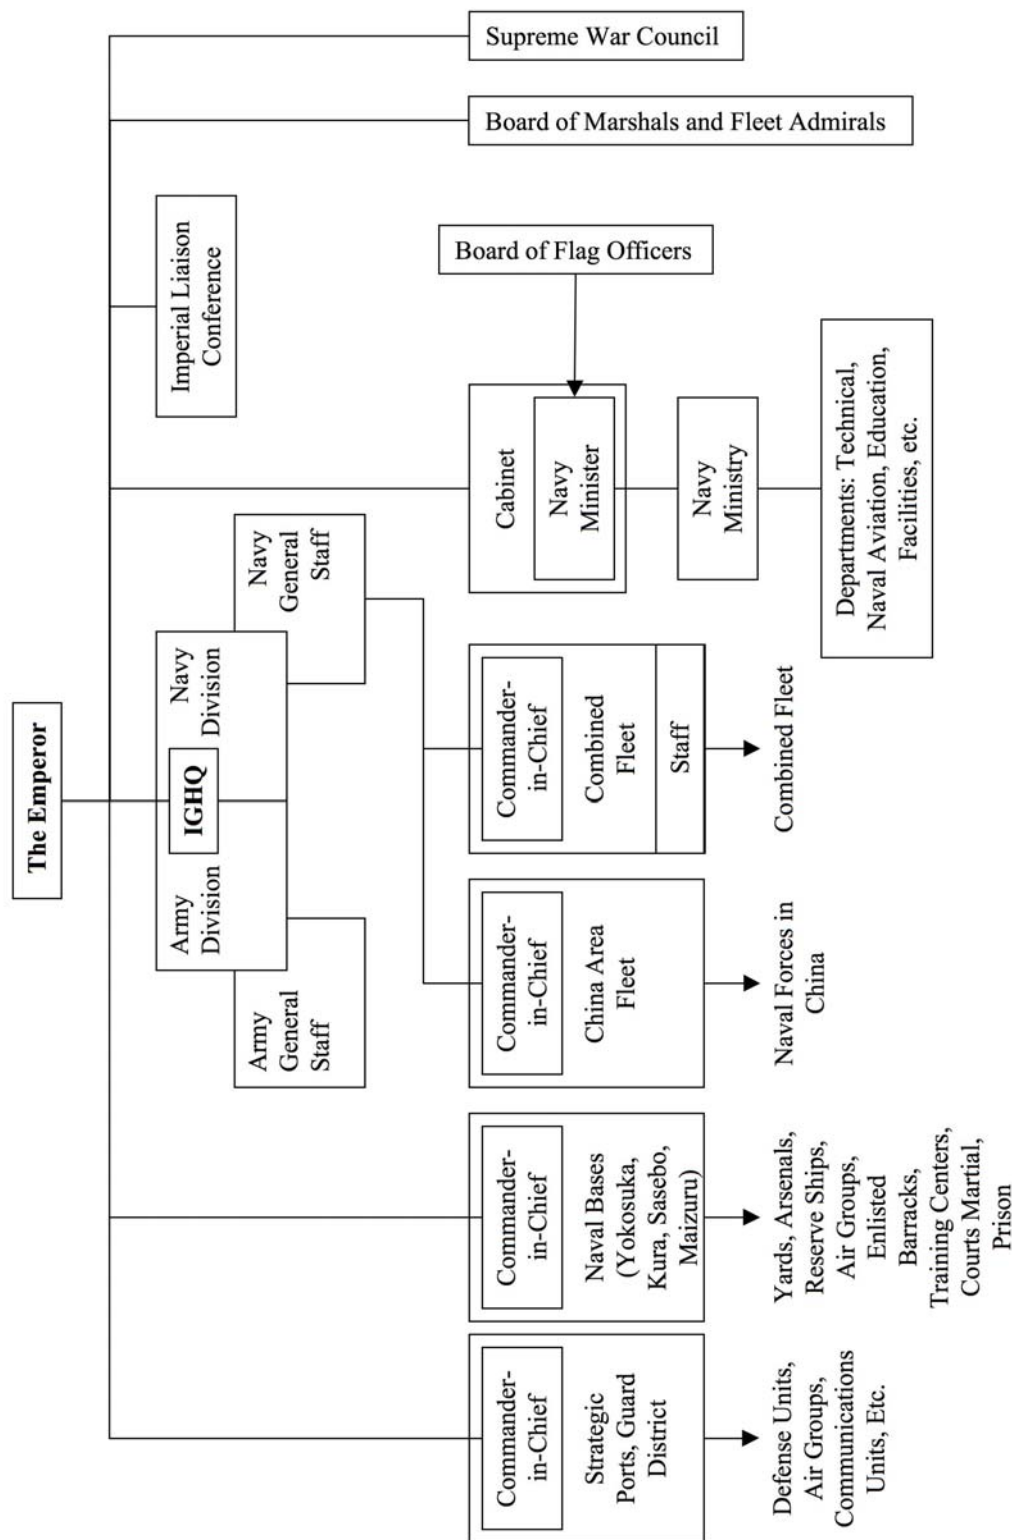 The Emperor
Army
Division
IGHQ
Navy
Division
Army
General
Staff
Navy
General
Staff
Imperial Liaison
Conference
Board of Marshals and Fleet Admirals
Supreme War Council
Commander-
in-Chief
Strategic
Ports, Guard
District
Defense Units,
Air Groups,
Communications
Units, Etc.
Commander-
in-Chief
Naval Bases
(Yokosuka,
Kura, Sasebo,
Maizuru)
Yards, Arsenals,
Reserve Ships,
Air Groups,
Enlisted
Barracks,
Training Centers,
Courts Martial,
Prison
Commander-
in-Chief
China Area
Fleet
Naval Forces in
China
Commander-
in-Chief
Combined
Fleet
Staff
Combined Fleet
Cabinet
Navy
Minister
Board of Flag Officers
Navy
Ministry
Departments: Technical,
Naval Aviation, Education,
Facilities, etc.